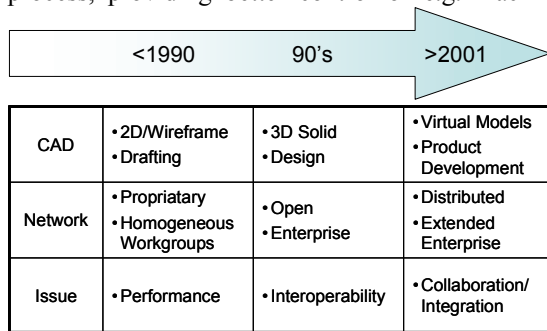 <1990 90's >2001
CAD
•2D/Wireframe
•Drafting
•3D Solid
•Design
•Virtual Models
•Product
Development
Network
•Propriatary
•Homogeneous
Workgroups
•Open
•Enterprise
•Distributed
•Extended
Enterprise
Issue
•Performance
•Interoperability
•Collaboration/
Integration